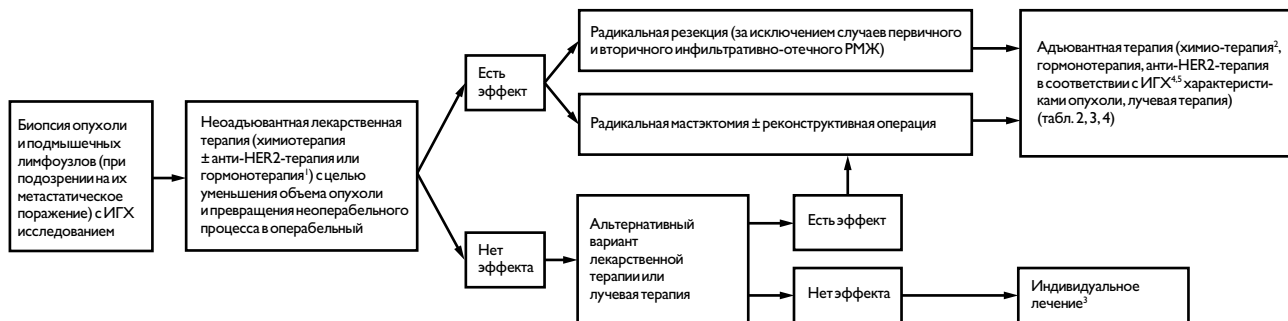 Биопсия опухоли
и подмышечных
лимфоузлов (при
подозрении на их
метастатическое
поражение) с ИГХ
исследованием
Неоадъювантная лекарственная
терапия (химиотерапия
± анти-HER2-терапия или
гормонотерапия¹) с целью
уменьшения объема опухоли
и превращения неоперабельного
процесса в операбельный
Есть
эффект
Радикальная резекция (за исключением случаев первичного
и вторичного инфильтративно-отечного РМЖ)
Радикальная мастэктомия ± реконструктивная операция
Адъювантная терапия (химио-терапия²,
гормонотерапия, анти-HER2-терапия
в соответствии с ИГХ⁴,⁵ характеристи-
ками опухоли, лучевая терапия)
(табл. 2, 3, 4)
Нет
эффекта
Альтернативный
вариант
лекарственной
терапии или
лучевая терапия
Есть эффект
Нет эффекта
Индивидуальное
лечение³